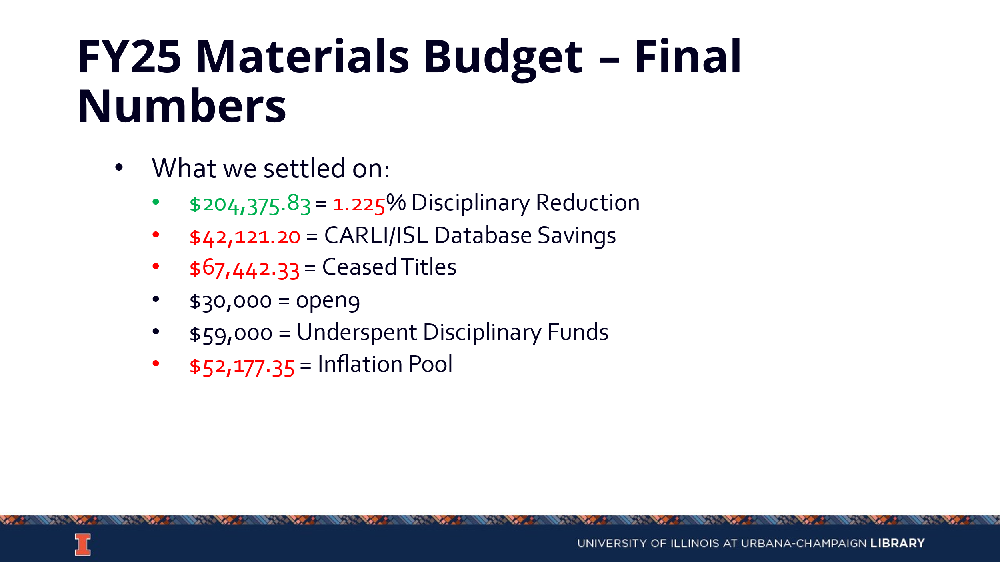 FY25 Materials Budget – Final
Numbers
• What we settled on:
• $204,375.83 = 1.225% Disciplinary Reduction
• $42,121.20 = CARLI/ISL Database Savings
• $67,442.33 = Ceased Titles
• $30,000 = open9
• $59,000 = Underspent Disciplinary Funds
• $52,177.35 = Inflation Pool
I
UNIVERSITY OF ILLINOIS AT URBANA-CHAMPAIGN LIBRARY